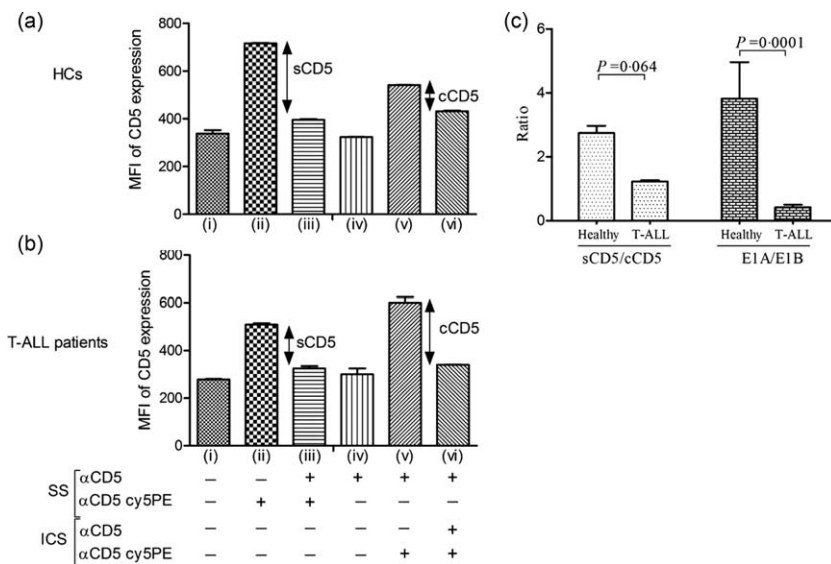 (a)
HCs
MFI of CD5 expression
800
600
400
200
0
sCD5
cCD5
(i) (ii) (iii) (iv) (v) (vi)
(b)
T-ALL patients
MFI of CD5 expression
800
600
400
200
0
sCD5
cCD5
(i) (ii) (iii) (iv) (v) (vi)
SS
αCD5 – – + + + +
αCD5 cy5PE – + + – – –
ICS
αCD5 – – – – – +
αCD5 cy5PE – – – – + +
(c)
Ratio
6
4
2
0
P =0·064
P =0·0001
Healthy T-ALL Healthy T-ALL
sCD5/cCD5 E1A/E1B